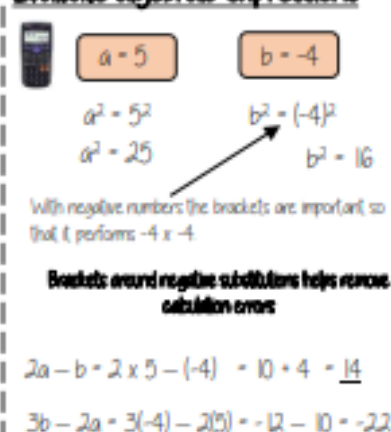 a = 5
b = -4
a² = 5²
b² = (-4)²
a² = 25
b² = 16
With negative numbers the brackets are important so
that it performs -4 x -4
Brackets around negative substitutions helps remove
calculation errors
2a – b = 2 x 5 – (-4) = 10 + 4 = 14
3b – 2a = 3(-4) – 2(5) = -12 – 10 = -22